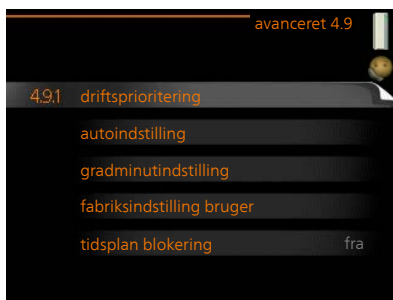 avanceret 4.9
4.9.1 driftsprioritering
autoindstilling
gradminutindstilling
fabriksindstilling bruger
tidsplan blokering fra